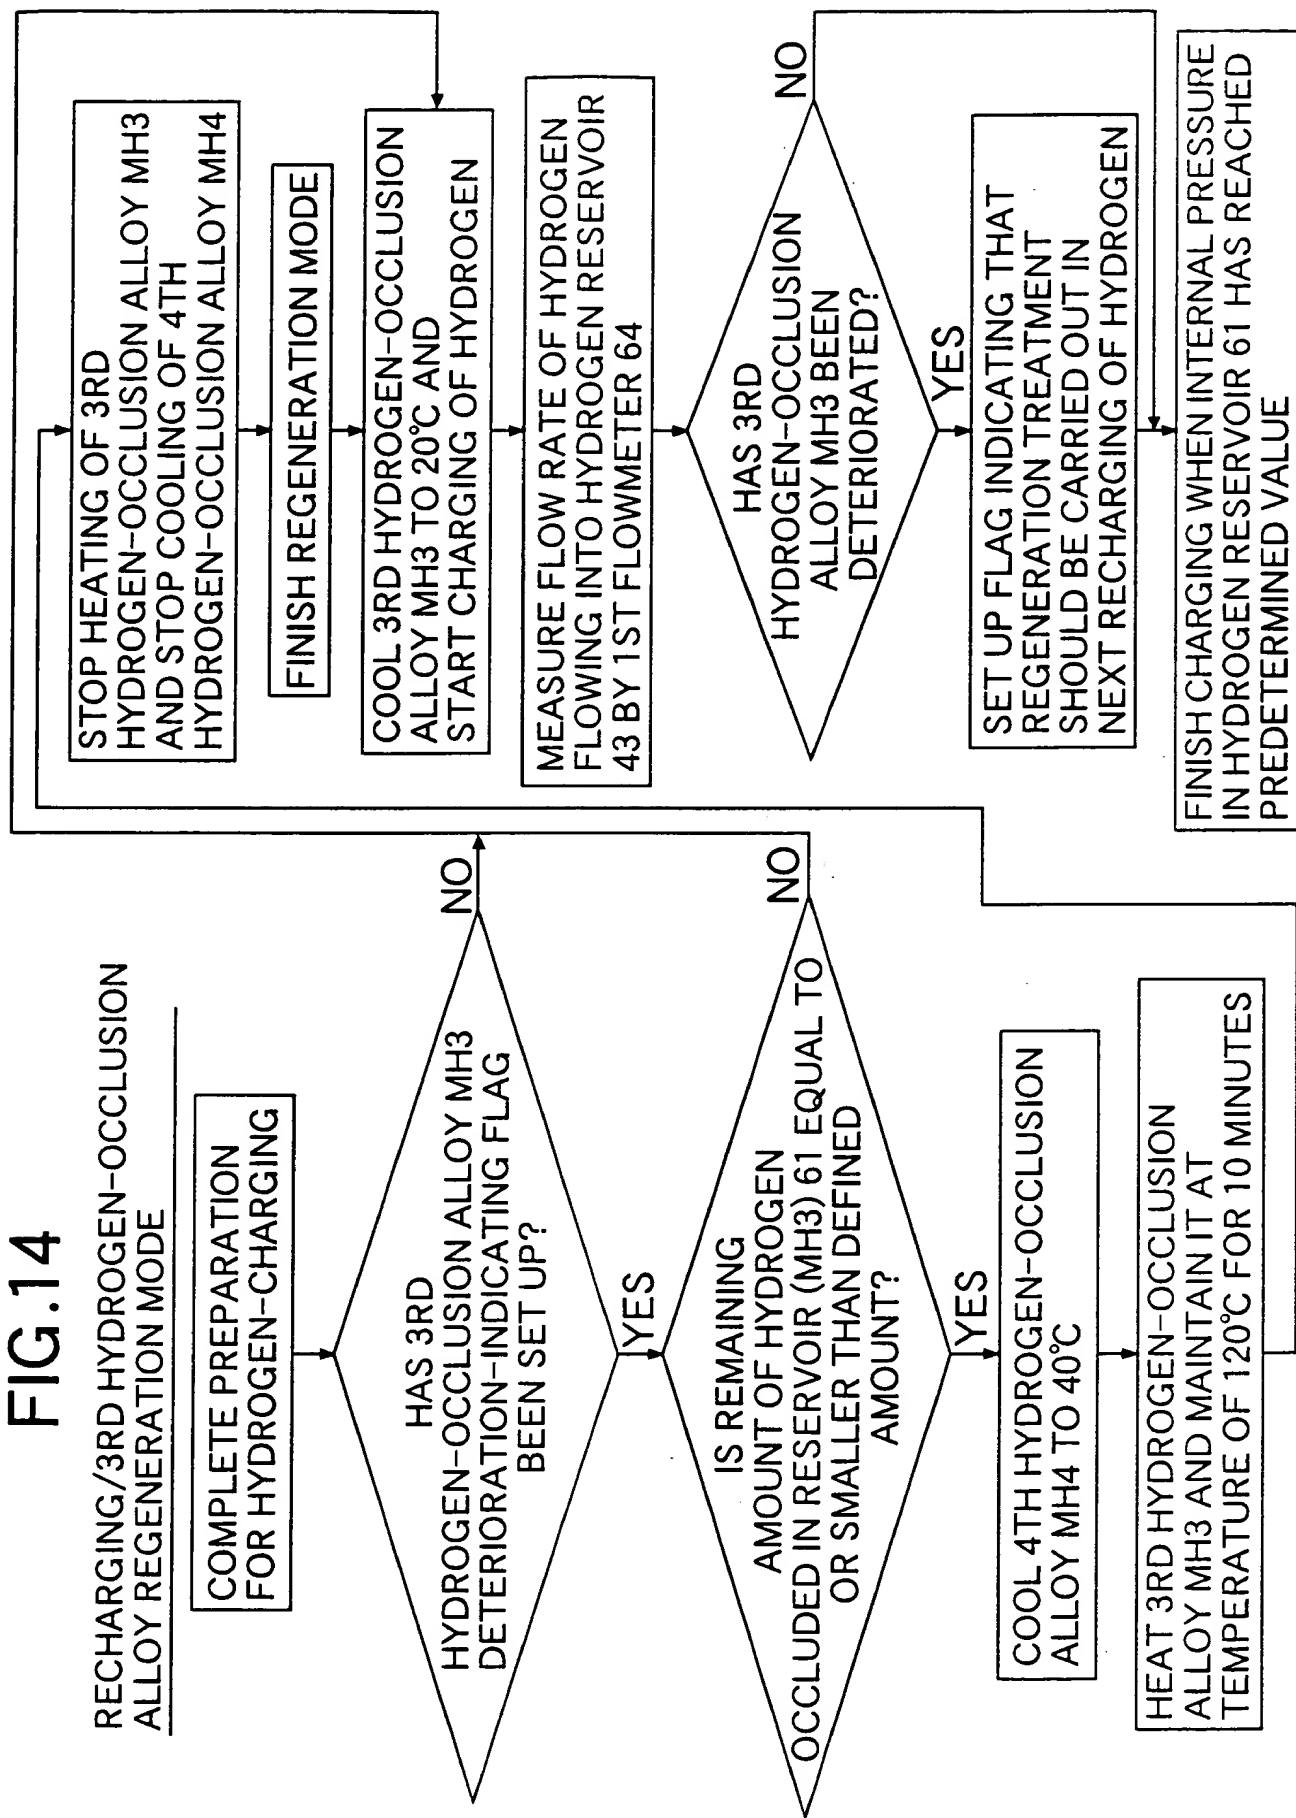 FIG.14
RECHARGING/3RD HYDROGEN-OCCLUSION
ALLOY REGENERATION MODE
COMPLETE PREPARATION
FOR HYDROGEN-CHARGING
HAS 3RD
HYDROGEN-OCCLUSION ALLOY MH3
DETERIORATION-INDICATING FLAG
BEEN SET UP?
NO
YES
IS REMAINING
AMOUNT OF HYDROGEN
OCCLUDED IN RESERVOIR (MH3) 61 EQUAL TO
OR SMALLER THAN DEFINED
AMOUNT?
NO
YES
COOL 4TH HYDROGEN-OCCLUSION
ALLOY MH4 TO 40°C
HEAT 3RD HYDROGEN-OCCLUSION
ALLOY MH3 AND MAINTAIN IT AT
TEMPERATURE OF 120°C FOR 10 MINUTES
STOP HEATING OF 3RD
HYDROGEN-OCCLUSION ALLOY MH3
AND STOP COOLING OF 4TH
HYDROGEN-OCCLUSION ALLOY MH4
FINISH REGENERATION MODE
COOL 3RD HYDROGEN-OCCLUSION
ALLOY MH3 TO 20°C AND
START CHARGING OF HYDROGEN
MEASURE FLOW RATE OF HYDROGEN
FLOWING INTO HYDROGEN RESERVOIR
43 BY 1ST FLOWMETER 64
HAS 3RD
HYDROGEN-OCCLUSION
ALLOY MH3 BEEN
DETERIORATED?
NO
YES
SET UP FLAG INDICATING THAT
REGENERATION TREATMENT
SHOULD BE CARRIED OUT IN
NEXT RECHARGING OF HYDROGEN
FINISH CHARGING WHEN INTERNAL PRESSURE
IN HYDROGEN RESERVOIR 61 HAS REACHED
PREDETERMINED VALUE